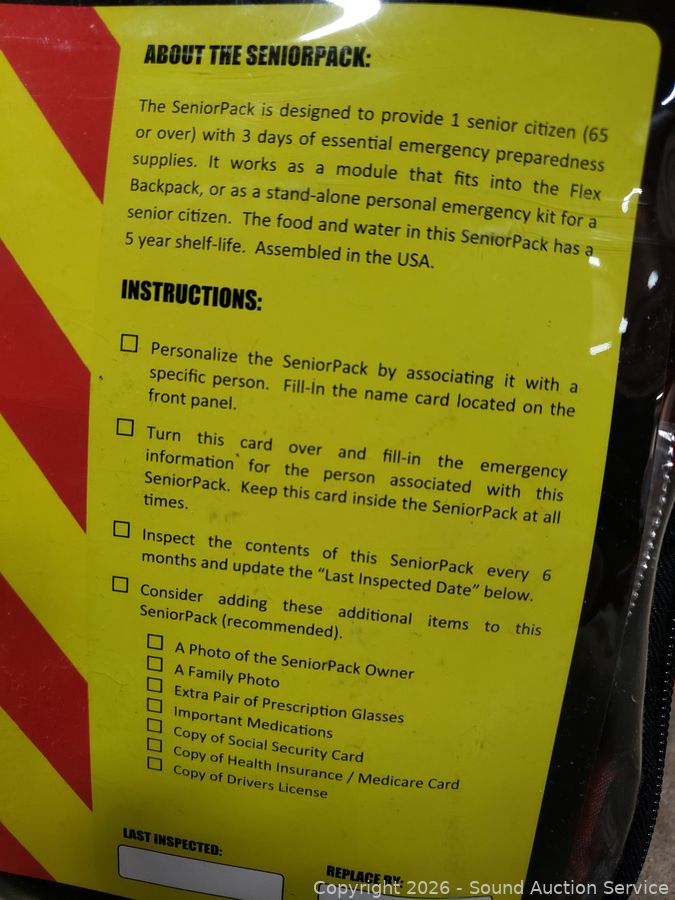 ABOUT THE SENIORPACK:
The SeniorPack is designed to provide 1 senior citizen (65
or over) with 3 days of essential emergency preparedness
supplies. It works as a module that fits into the Flex
Backpack, or as a stand-alone personal emergency kit for a
senior citizen. The food and water in this SeniorPack has a
5 year shelf-life. Assembled in the USA.
INSTRUCTIONS:
Personalize the SeniorPack by associating it with a
specific person. Fill-In the name card located on the
front panel.
Turn this card over and fill-in the emergency
information for the person associated with this
SeniorPack. Keep this card inside the SeniorPack at all
times.
Inspect the contents of this SeniorPack every 6
months and update the “Last Inspected Date” below.
Consider adding these additional items to this
SeniorPack (recommended).
A Photo of the SeniorPack Owner
A Family Photo
Extra Pair of Prescription Glasses
Important Medications
Copy of Social Security Card
Copy of Health Insurance / Medicare Card
Copy of Drivers License
LAST INSPECTED:
REPLACE BY:
Copyright 2026 - Sound Auction Service